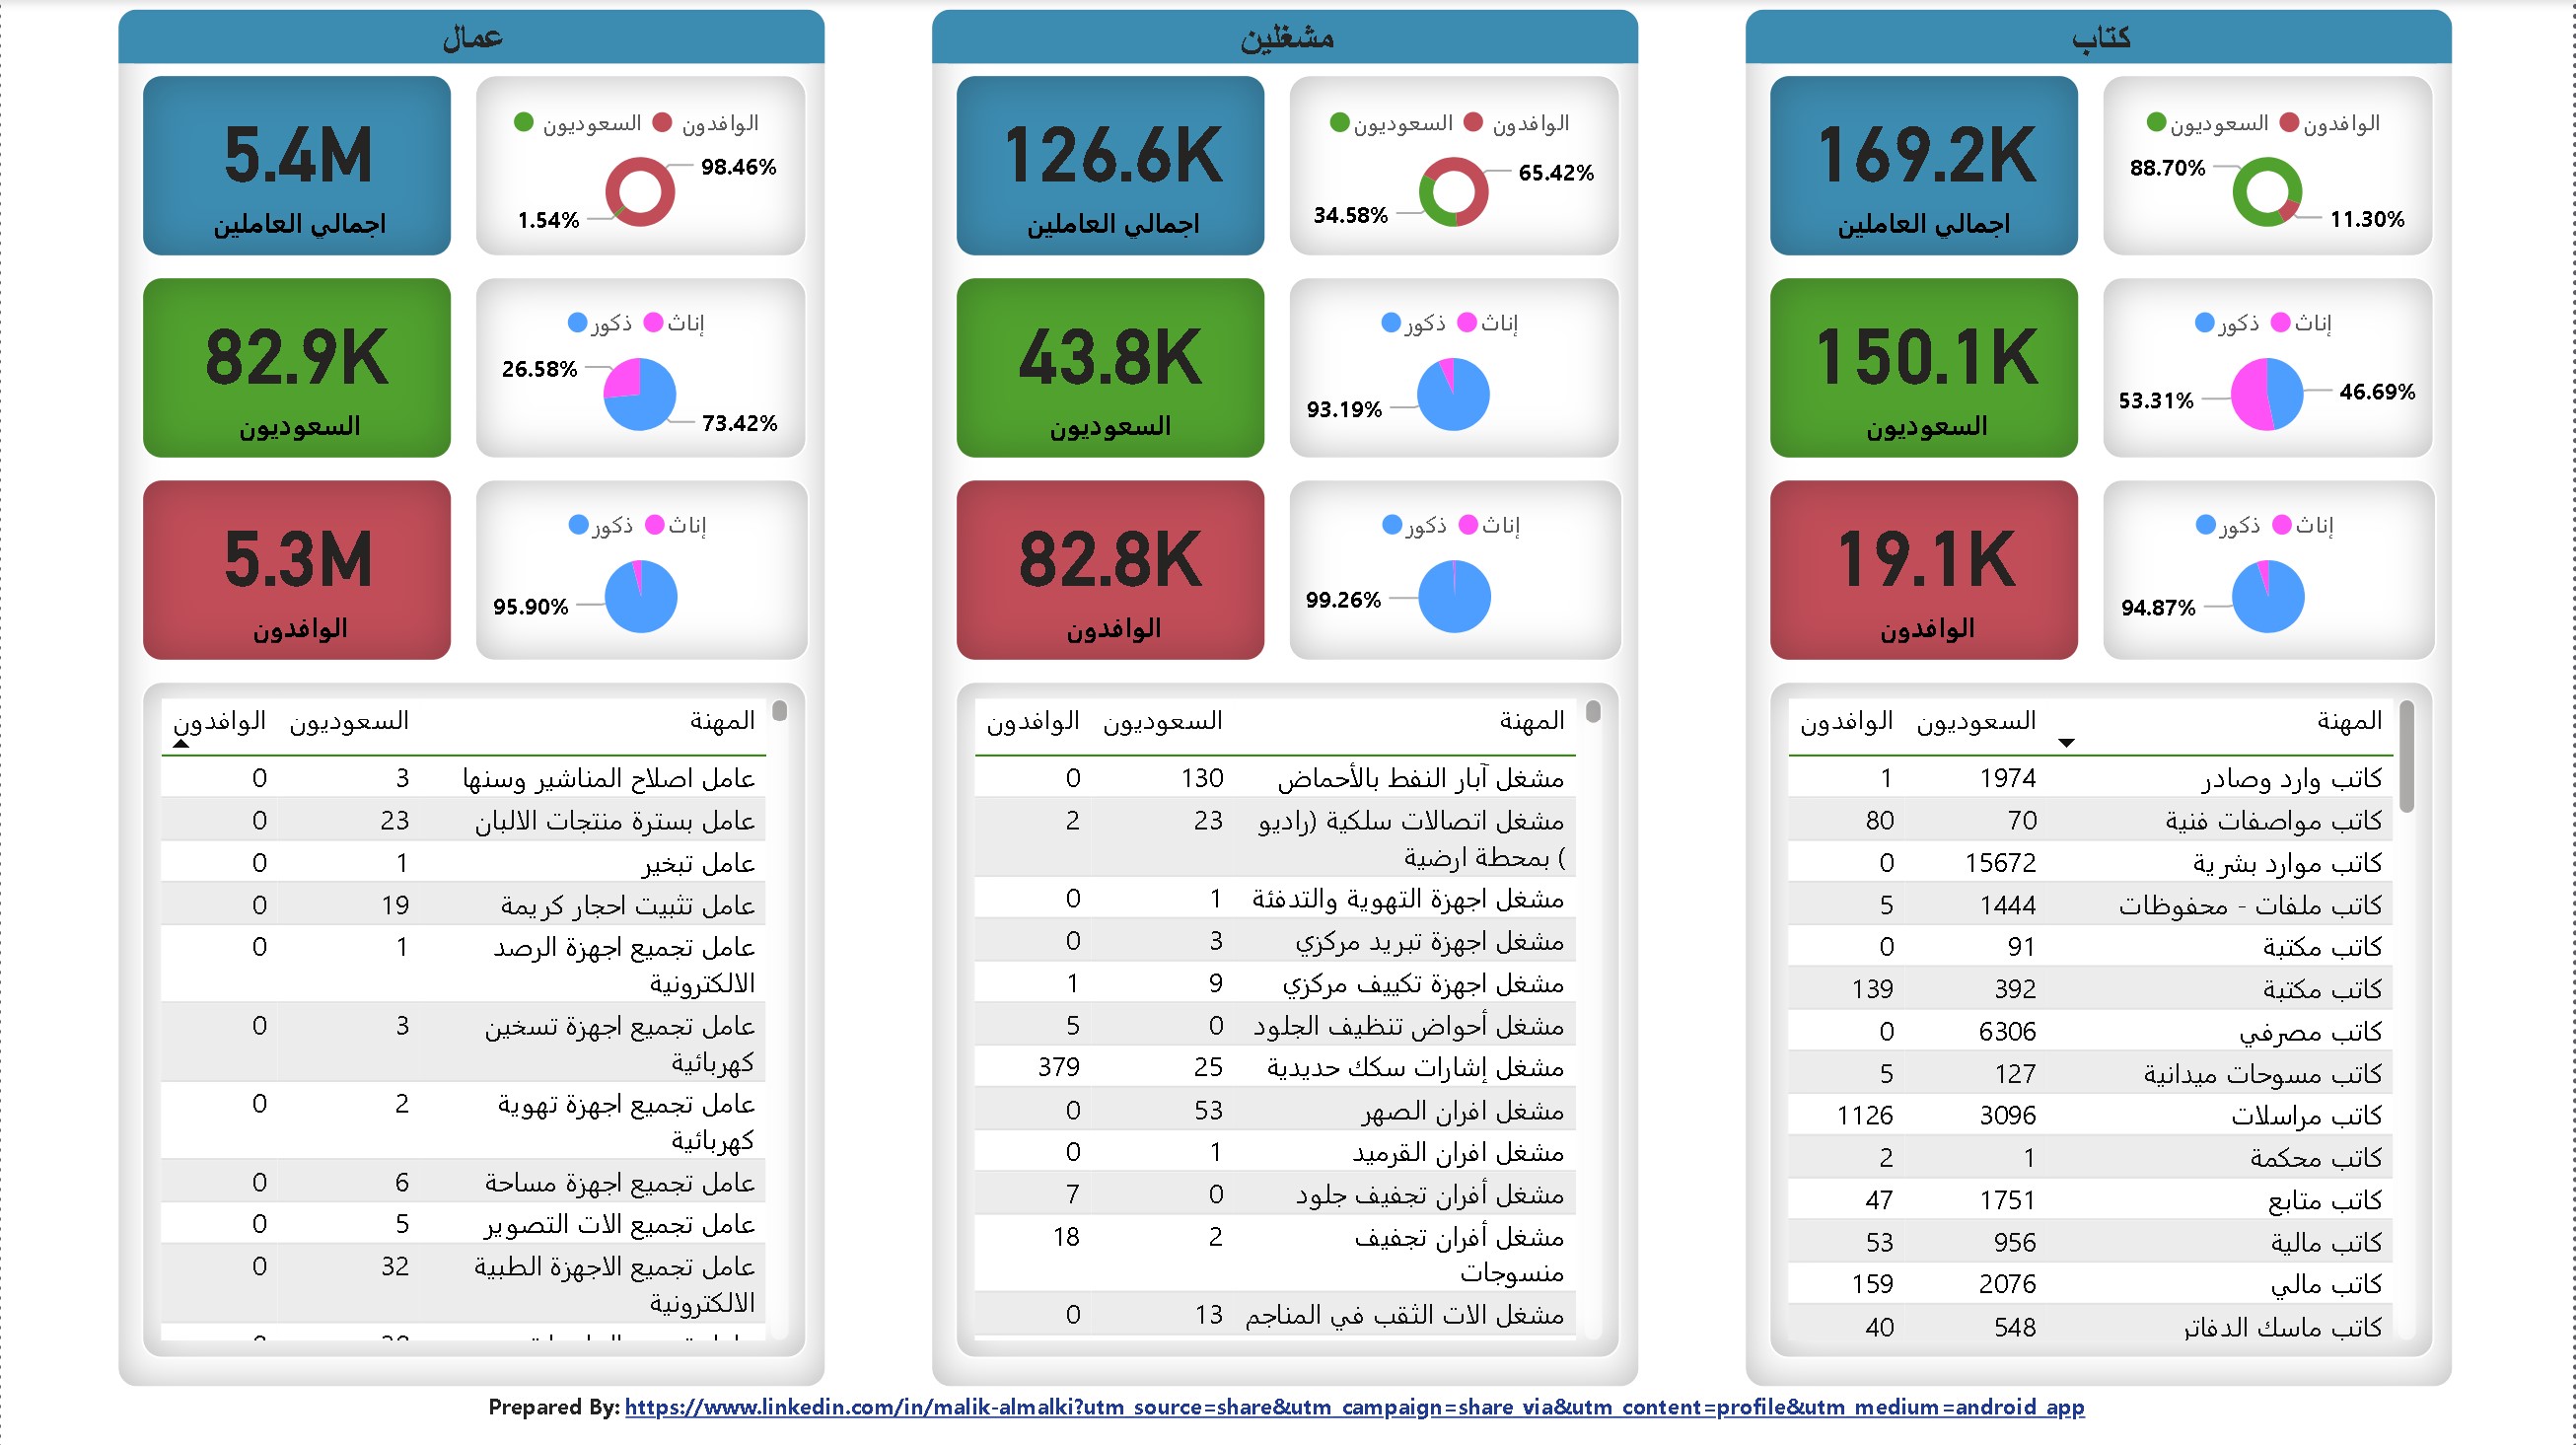 كتاب
169.2K
اجمالي العاملين
السعوديون الوافدون
88.70%
11.30%
150.1K
السعوديون
ذكور إناث
53.31%
46.69%
19.1K
الوافدون
ذكور إناث
94.87%
المهنة السعوديون الوافدون
كاتب وارد وصادر 1974 1
كاتب مواصفات فنية 70 80
كاتب موارد بشرية 15672 0
كاتب ملفات - محفوظات 1444 5
كاتب مكتبة 91 0
كاتب مكتبة 392 139
كاتب مصرفي 6306 0
كاتب مسوحات ميدانية 127 5
كاتب مراسلات 3096 1126
كاتب محكمة 1 2
كاتب متابع 1751 47
كاتب مالية 956 53
كاتب مالي 2076 159
كاتب ماسك الدفاتر 548 40
مشغلين
126.6K
اجمالي العاملين
السعوديون الوافدون
65.42%
34.58%
43.8K
السعوديون
ذكور إناث
93.19%
82.8K
الوافدون
ذكور إناث
99.26%
المهنة السعوديون الوافدون
مشغل آبار النفط بالأحماض 130 0
مشغل اتصالات سلكية (راديو 23 2
) بمحطة ارضية
مشغل اجهزة التهوية والتدفئة 1 0
مشغل اجهزة تبريد مركزي 3 0
مشغل اجهزة تكييف مركزي 9 1
مشغل أحواض تنظيف الجلود 0 5
مشغل إشارات سكك حديدية 25 379
مشغل افران الصهر 53 0
مشغل افران القرميد 1 0
مشغل أفران تجفيف جلود 0 7
مشغل أفران تجفيف 2 18
منسوجات
مشغل الات الثقب في المناجم 13 0
عمال
5.4M
اجمالي العاملين
السعوديون الوافدون
98.46%
1.54%
82.9K
السعوديون
ذكور إناث
26.58%
73.42%
5.3M
الوافدون
ذكور إناث
95.90%
المهنة السعوديون الوافدون
عامل اصلاح المناشير وسنها 3 0
عامل بسترة منتجات الالبان 23 0
عامل تبخير 1 0
عامل تثبيت احجار كريمة 19 0
عامل تجميع اجهزة الرصد 1 0
الالكترونية
عامل تجميع اجهزة تسخين 3 0
كهربائية
عامل تجميع اجهزة تهوية 2 0
كهربائية
عامل تجميع اجهزة مساحة 6 0
عامل تجميع الات التصوير 5 0
عامل تجميع الاجهزة الطبية 32 0
الالكترونية
Prepared By: https://www.linkedin.com/in/malik-almalki?utm_source=share&utm_campaign=share_via&utm_content=profile&utm_medium=android_app